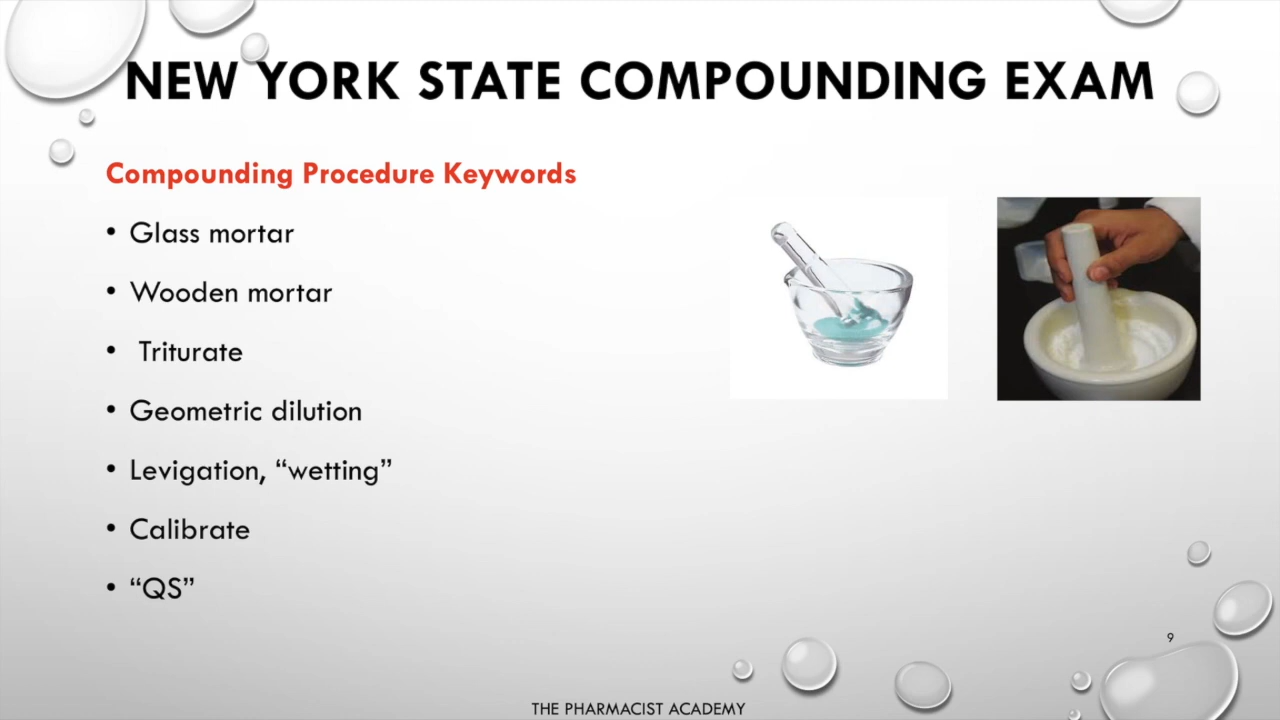 NEW YORK STATE COMPOUNDING EXAM
Compounding Procedure Keywords
• Glass mortar
• Wooden mortar
• Triturate
• Geometric dilution
• Levigation, “wetting”
• Calibrate
• “QS”
9
THE PHARMACIST ACADEMY